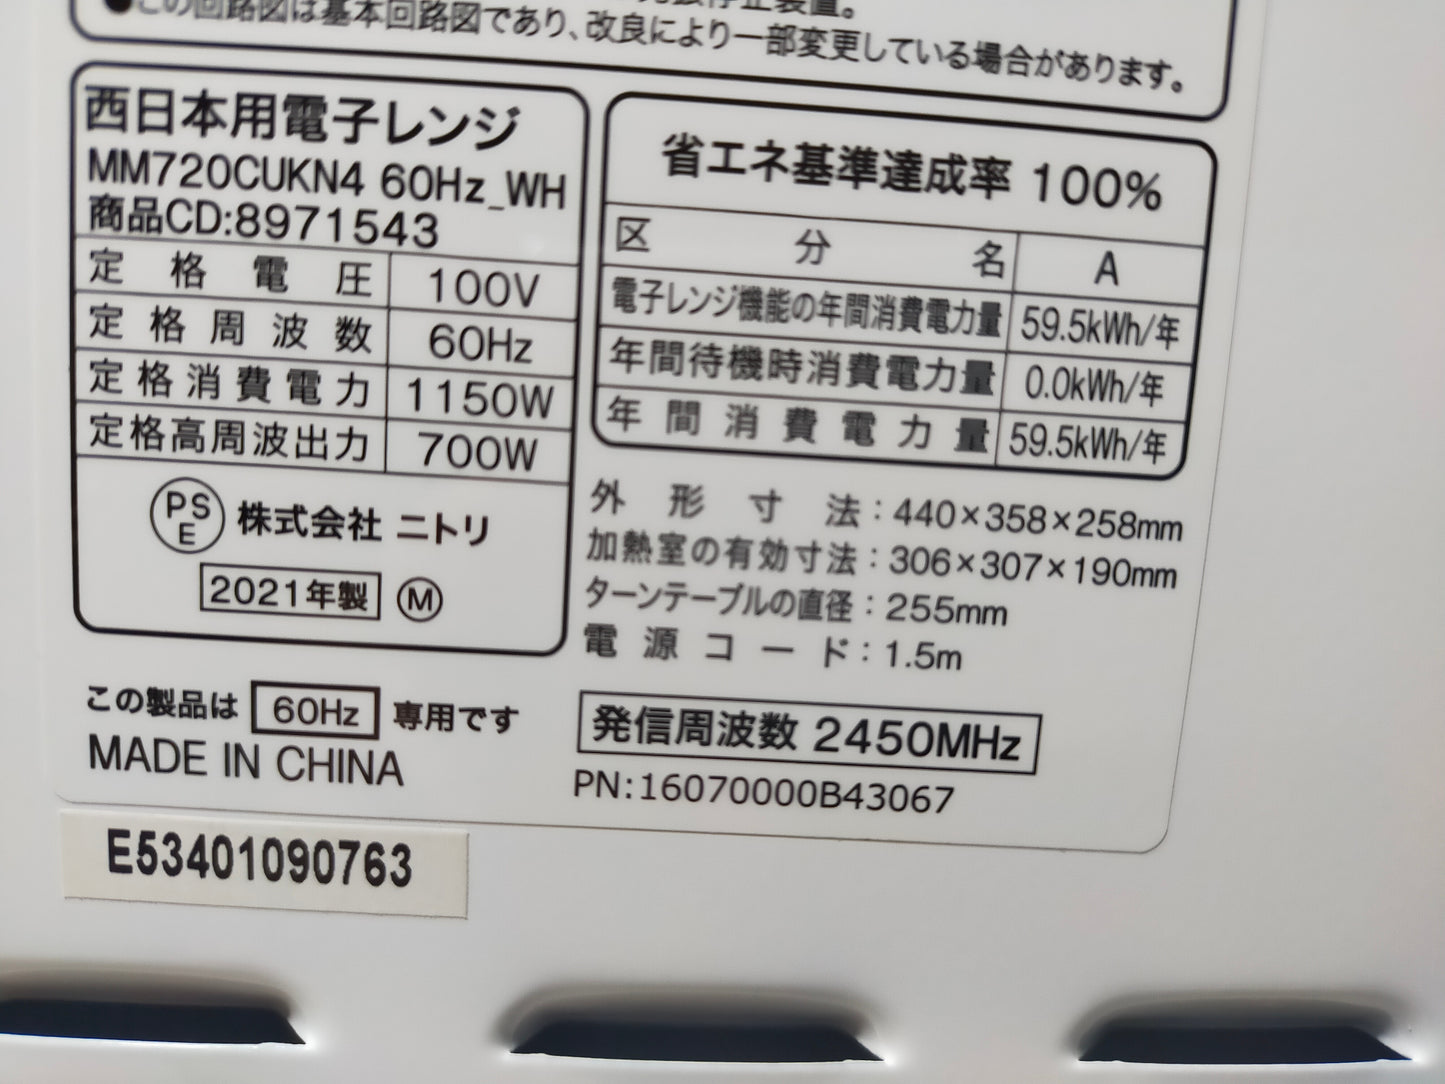 ●この回路図は基本回路図であり、改良により一部変更している場合があります。
西日本用電子レンジ
MM720CUKN4 60Hz_WH
商品CD:8971543
定格電圧 100V
定格周波数 60Hz
定格消費電力 1150W
定格高周波出力 700W
PSE 株式会社 ニトリ
2021年製 M
この製品は 60Hz 専用です
MADE IN CHINA
省エネ基準達成率 100%
区分名 A
電子レンジ機能の年間消費電力量 59.5kWh/年
年間待機時消費電力量 0.0kWh/年
年間消費電力量 59.5kWh/年
外形寸法:440×358×258mm
加熱室の有効寸法:306×307×190mm
ターンテーブルの直径:255mm
電源コード:1.5m
発信周波数 2450MHz
PN:16070000B43067
E53401090763